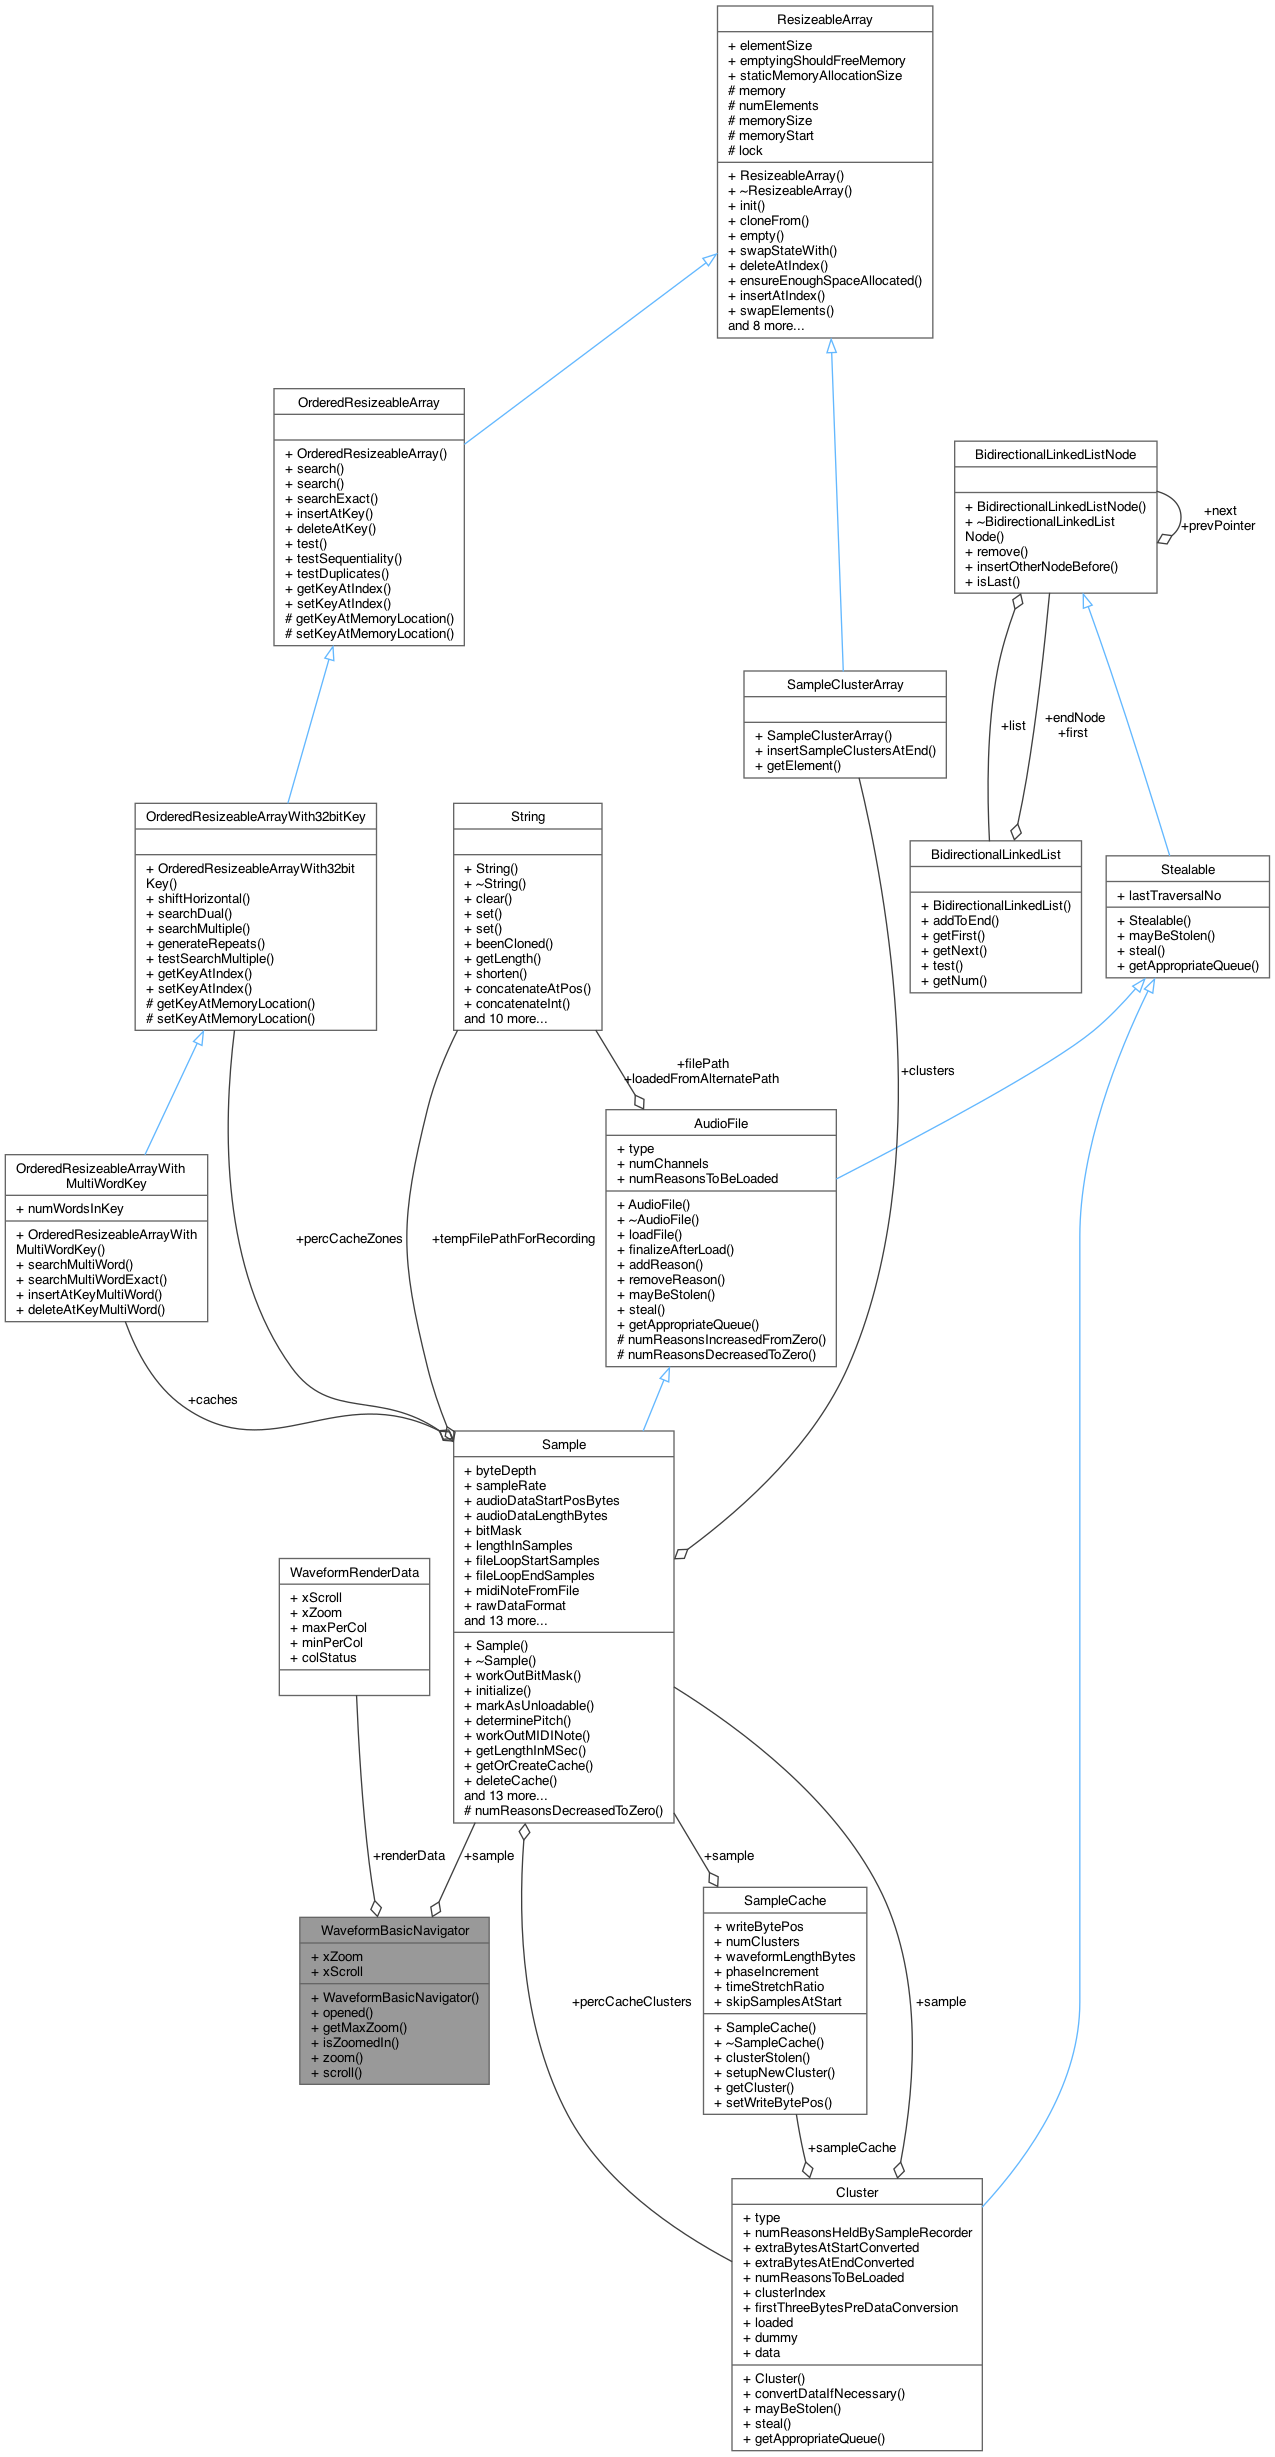 ResizeableArray
+ elementSize
+ emptyingShouldFreeMemory
+ staticMemoryAllocationSize
# memory
# numElements
# memorySize
# memoryStart
# lock
+ ResizeableArray()
+ ~ResizeableArray()
+ init()
+ cloneFrom()
+ empty()
+ swapStateWith()
+ deleteAtIndex()
+ ensureEnoughSpaceAllocated()
+ insertAtIndex()
+ swapElements()
and 8 more...
OrderedResizeableArray
+ OrderedResizeableArray()
+ search()
+ search()
+ searchExact()
+ insertAtKey()
+ deleteAtKey()
+ test()
+ testSequentiality()
+ testDuplicates()
+ getKeyAtIndex()
+ setKeyAtIndex()
# getKeyAtMemoryLocation()
# setKeyAtMemoryLocation()
BidirectionalLinkedListNode
+ BidirectionalLinkedListNode()
+ ~BidirectionalLinkedList
Node()
+ remove()
+ insertOtherNodeBefore()
+ isLast()
+next
+prevPointer
SampleClusterArray
+ SampleClusterArray()
+ insertSampleClustersAtEnd()
+ getElement()
+list
+endNode
+first
OrderedResizeableArrayWith32bitKey
+ OrderedResizeableArrayWith32bit
Key()
+ shiftHorizontal()
+ searchDual()
+ searchMultiple()
+ generateRepeats()
+ testSearchMultiple()
+ getKeyAtIndex()
+ setKeyAtIndex()
# getKeyAtMemoryLocation()
# setKeyAtMemoryLocation()
String
+ String()
+ ~String()
+ clear()
+ set()
+ set()
+ beenCloned()
+ getLength()
+ shorten()
+ concatenateAtPos()
+ concatenateInt()
and 10 more...
BidirectionalLinkedList
+ BidirectionalLinkedList()
+ addToEnd()
+ getFirst()
+ getNext()
+ test()
+ getNum()
Stealable
+ lastTraversalNo
+ Stealable()
+ mayBeStolen()
+ steal()
+ getAppropriateQueue()
+filePath
+loadedFromAlternatePath
+clusters
AudioFile
+ type
+ numChannels
+ numReasonsToBeLoaded
+ AudioFile()
+ ~AudioFile()
+ loadFile()
+ finalizeAfterLoad()
+ addReason()
+ removeReason()
+ mayBeStolen()
+ steal()
+ getAppropriateQueue()
# numReasonsIncreasedFromZero()
# numReasonsDecreasedToZero()
OrderedResizeableArrayWith
MultiWordKey
+ numWordsInKey
+ OrderedResizeableArrayWith
MultiWordKey()
+ searchMultiWord()
+ searchMultiWordExact()
+ insertAtKeyMultiWord()
+ deleteAtKeyMultiWord()
+percCacheZones
+tempFilePathForRecording
+caches
Sample
+ byteDepth
+ sampleRate
+ audioDataStartPosBytes
+ audioDataLengthBytes
+ bitMask
+ lengthInSamples
+ fileLoopStartSamples
+ fileLoopEndSamples
+ midiNoteFromFile
+ rawDataFormat
and 13 more...
+ Sample()
+ ~Sample()
+ workOutBitMask()
+ initialize()
+ markAsUnloadable()
+ determinePitch()
+ workOutMIDINote()
+ getLengthInMSec()
+ getOrCreateCache()
+ deleteCache()
and 13 more...
# numReasonsDecreasedToZero()
WaveformRenderData
+ xScroll
+ xZoom
+ maxPerCol
+ minPerCol
+ colStatus
+renderData
+sample
+sample
WaveformBasicNavigator
+ xZoom
+ xScroll
+ WaveformBasicNavigator()
+ opened()
+ getMaxZoom()
+ isZoomedIn()
+ zoom()
+ scroll()
+percCacheClusters
SampleCache
+ writeBytePos
+ numClusters
+ waveformLengthBytes
+ phaseIncrement
+ timeStretchRatio
+ skipSamplesAtStart
+ SampleCache()
+ ~SampleCache()
+ clusterStolen()
+ setupNewCluster()
+ getCluster()
+ setWriteBytePos()
+sample
+sampleCache
Cluster
+ type
+ numReasonsHeldBySampleRecorder
+ extraBytesAtStartConverted
+ extraBytesAtEndConverted
+ numReasonsToBeLoaded
+ clusterIndex
+ firstThreeBytesPreDataConversion
+ loaded
+ dummy
+ data
+ Cluster()
+ convertDataIfNecessary()
+ mayBeStolen()
+ steal()
+ getAppropriateQueue()